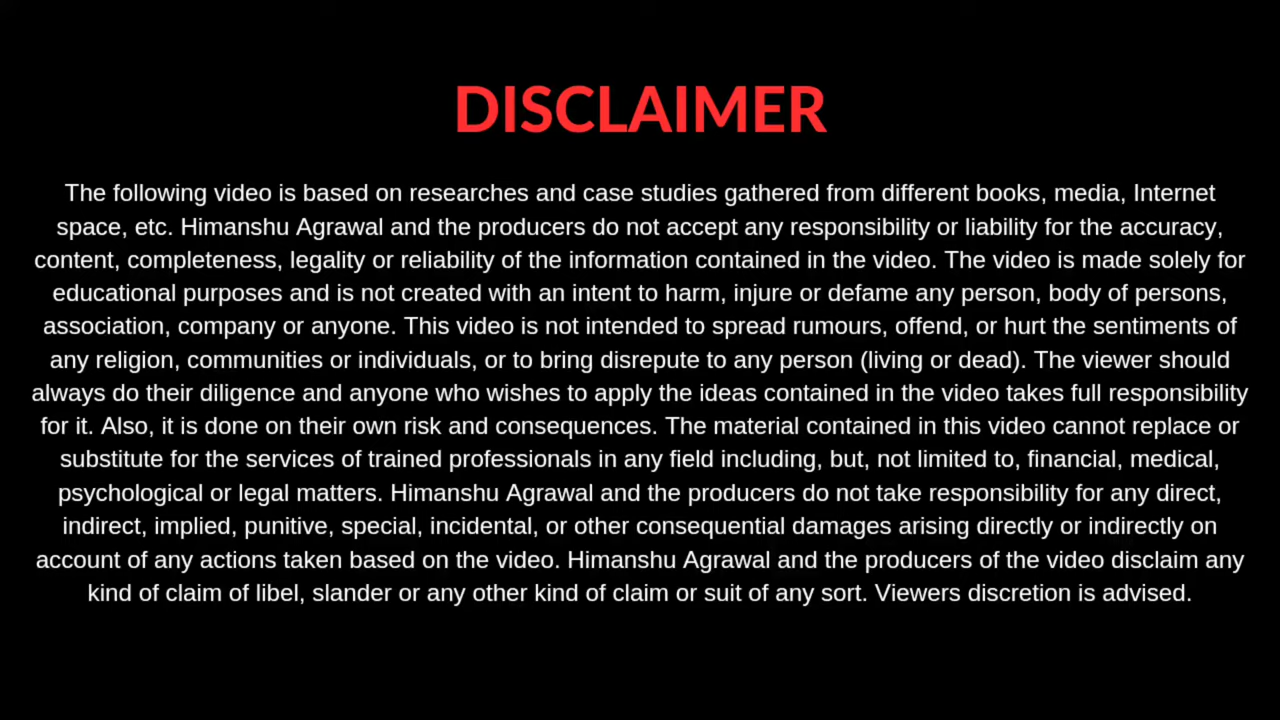 DISCLAIMER
The following video is based on researches and case studies gathered from different books, media, Internet
space, etc. Himanshu Agrawal and the producers do not accept any responsibility or liability for the accuracy,
content, completeness, legality or reliability of the information contained in the video. The video is made solely for
educational purposes and is not created with an intent to harm, injure or defame any person, body of persons,
association, company or anyone. This video is not intended to spread rumours, offend, or hurt the sentiments of
any religion, communities or individuals, or to bring disrepute to any person (living or dead). The viewer should
always do their diligence and anyone who wishes to apply the ideas contained in the video takes full responsibility
for it. Also, it is done on their own risk and consequences. The material contained in this video cannot replace or
substitute for the services of trained professionals in any field including, but, not limited to, financial, medical,
psychological or legal matters. Himanshu Agrawal and the producers do not take responsibility for any direct,
indirect, implied, punitive, special, incidental, or other consequential damages arising directly or indirectly on
account of any actions taken based on the video. Himanshu Agrawal and the producers of the video disclaim any
kind of claim of libel, slander or any other kind of claim or suit of any sort. Viewers discretion is advised.